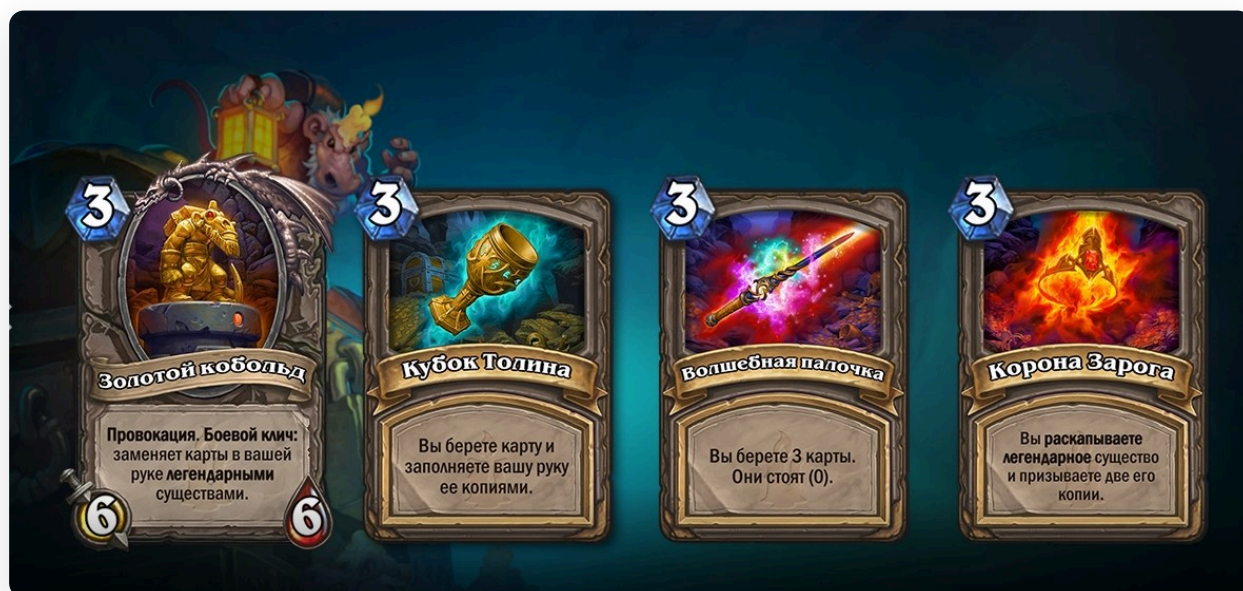 3
Золотой кобольд
Провокация. Боевой клич:
заменяет карты в вашей
руке легендарными
существами.
6
6
3
Кубок Толина
Вы берете карту и
заполняете вашу руку
ее копиями.
3
Волшебная палочка
Вы берете 3 карты.
Они стоят (0).
3
Корона Зарога
Вы раскапываете
легендарное существо
и призываете две его
копии.